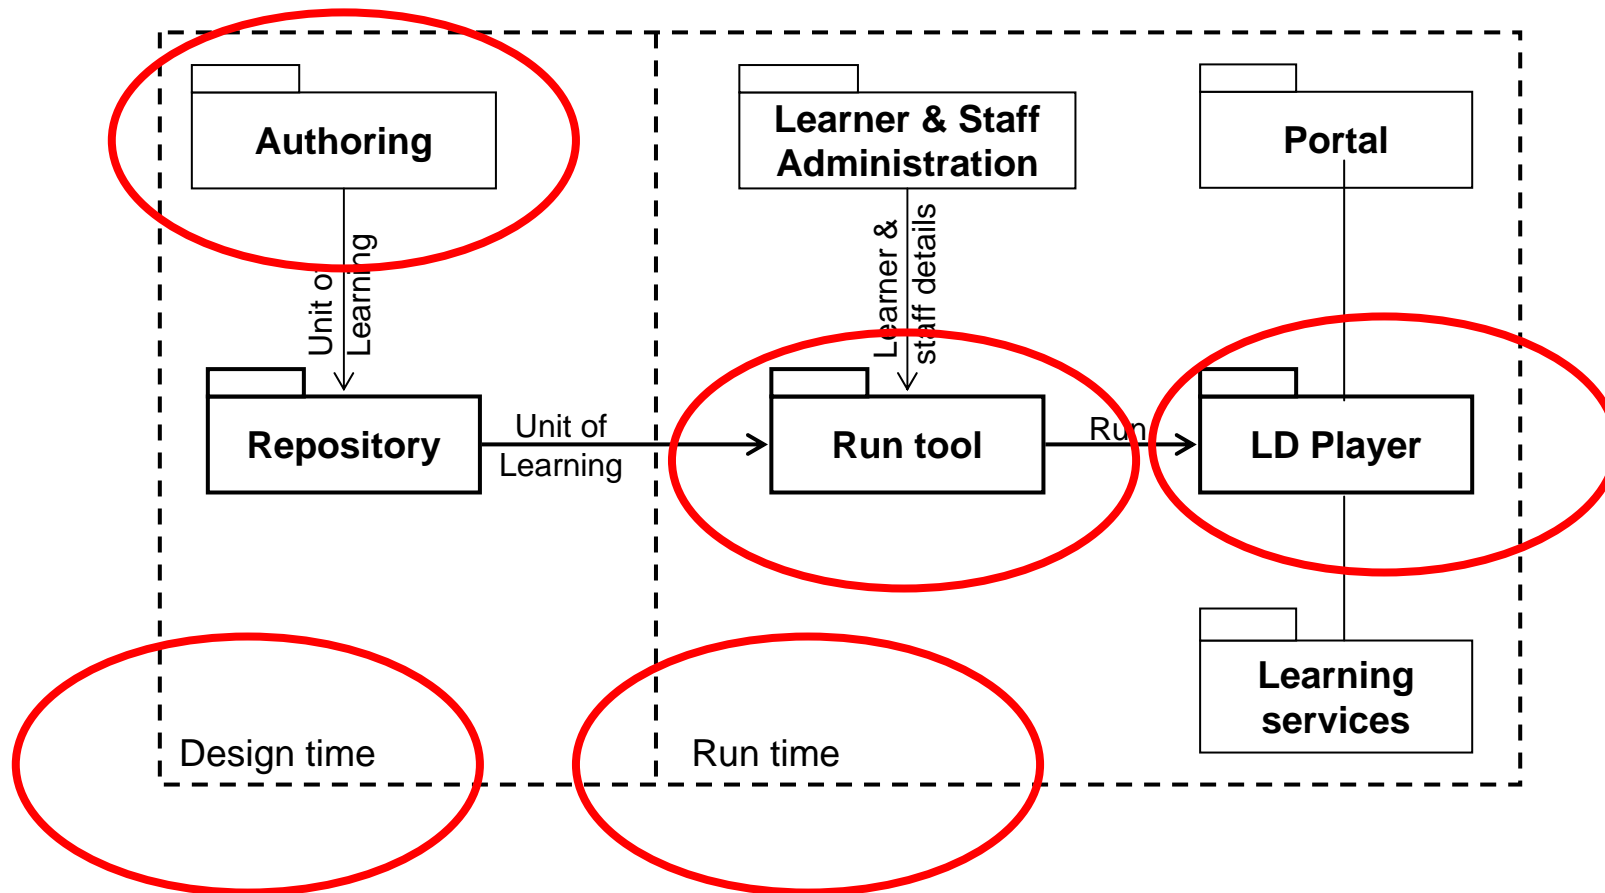 Authoring
Learner & Staff
Administration
Portal
Unit of
Learning
Learner &
staff details
Repository
Unit of
Learning
Run tool
Run
LD Player
Learning
services
Design time
Run time